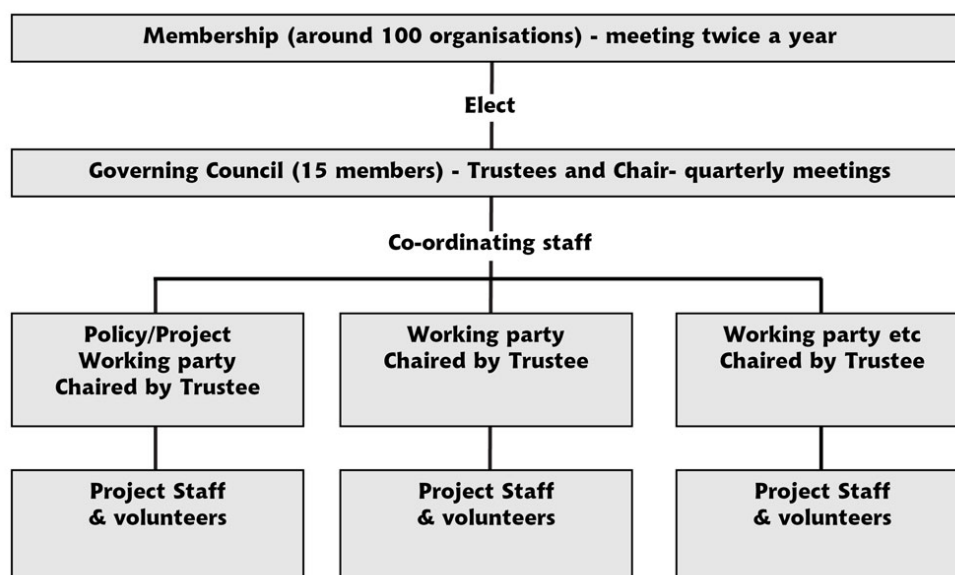 Membership (around 100 organisations) - meeting twice a year
Elect
Governing Council (15 members) - Trustees and Chair- quarterly meetings
Co-ordinating staff
Policy/Project
Working party
Chaired by Trustee
Working party
Chaired by Trustee
Working party etc
Chaired by Trustee
Project Staff
& volunteers
Project Staff
& volunteers
Project Staff
& volunteers